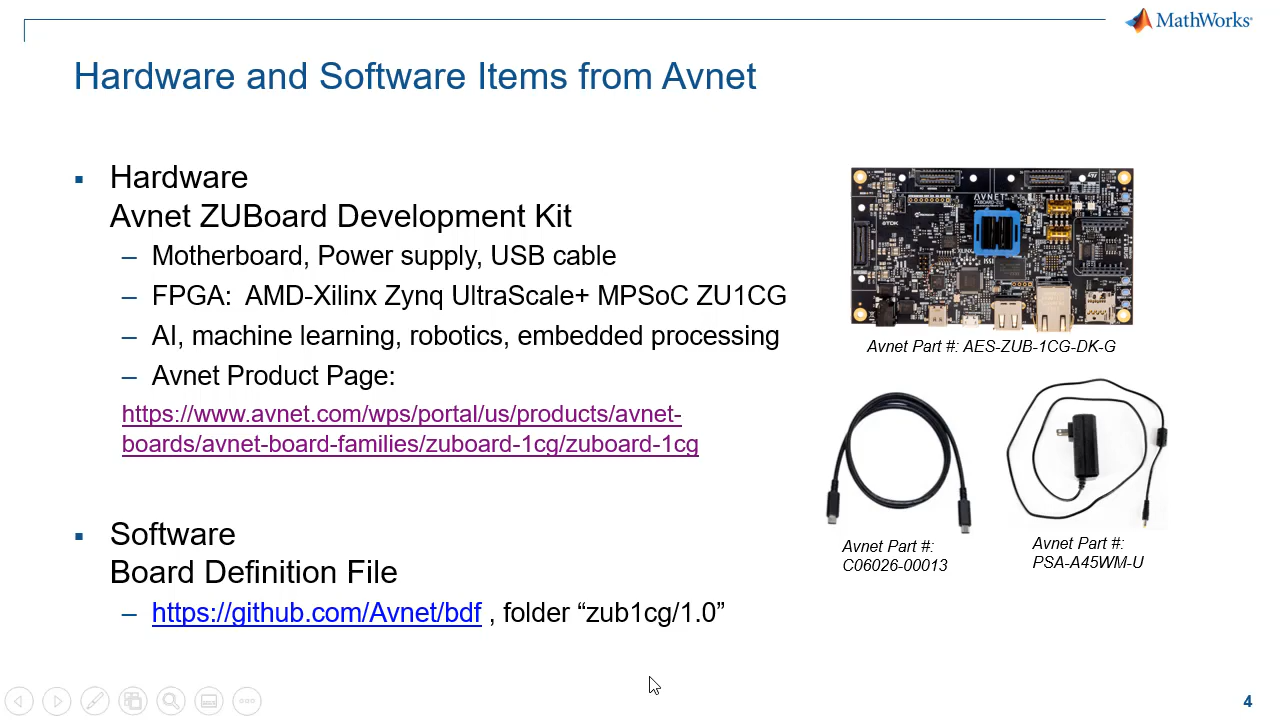 MathWorks
Hardware and Software Items from Avnet
▪ Hardware
Avnet ZUBoard Development Kit
– Motherboard, Power supply, USB cable
– FPGA: AMD-Xilinx Zynq UltraScale+ MPSoC ZU1CG
– AI, machine learning, robotics, embedded processing
– Avnet Product Page:
https://www.avnet.com/wps/portal/us/products/avnet-
boards/avnet-board-families/zuboard-1cg/zuboard-1cg
▪ Software
Board Definition File
– https://github.com/Avnet/bdf , folder “zub1cg/1.0”
AVNET
Avnet Part #: AES-ZUB-1CG-DK-G
Avnet Part #:
C06026-00013
Avnet Part #:
PSA-A45WM-U
4